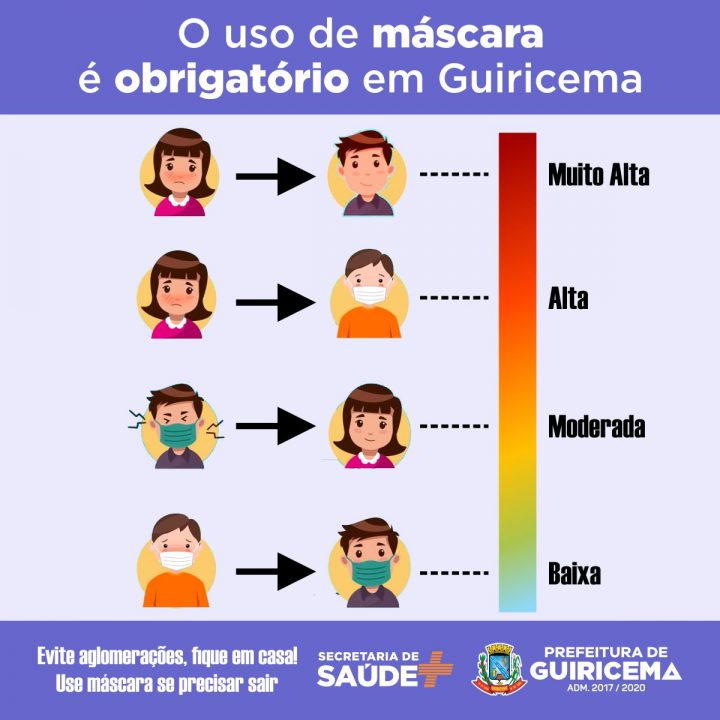 O uso de máscara
é obrigatório em Guiricema
Muito Alta
Alta
Moderada
Baixa
Evite aglomerações, fique em casa!
Use máscara se precisar sair
SECRETARIA DE
SAÚDE
PREFEITURA DE
GUIRICEMA
ADM. 2017 / 2020